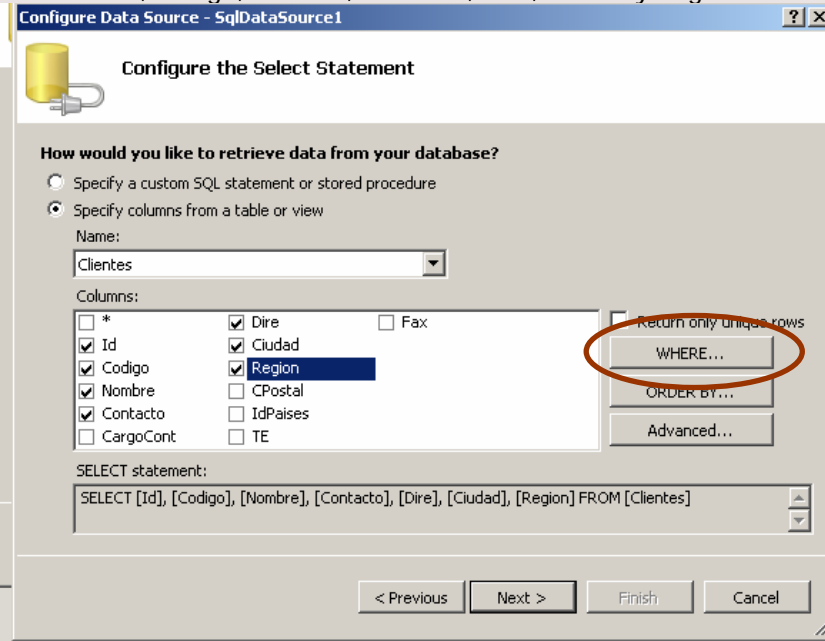 Configure Data Source - SqlDataSource1
Configure the Select Statement
How would you like to retrieve data from your database?
Specify a custom SQL statement or stored procedure
Specify columns from a table or view
Name:
Clientes
Columns:
* Dire Fax Return only unique rows
Id Ciudad WHERE...
Codigo Region
Nombre CPostal ORDER BY...
Contacto IdPaises
CargoCont TE Advanced...
SELECT statement:
SELECT [Id], [Codigo], [Nombre], [Contacto], [Dire], [Ciudad], [Region] FROM [Clientes]
< Previous Next > Finish Cancel